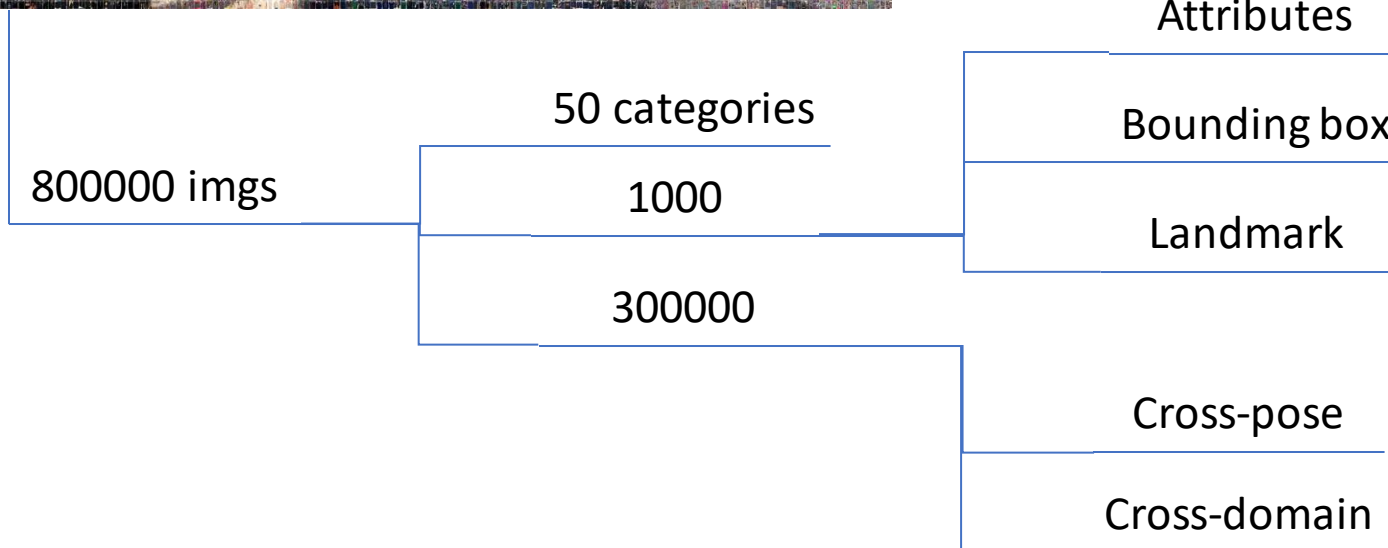 Attributes
50 categories
Bounding box
800000 imgs
1000
Landmark
300000
Cross-pose
Cross-domain